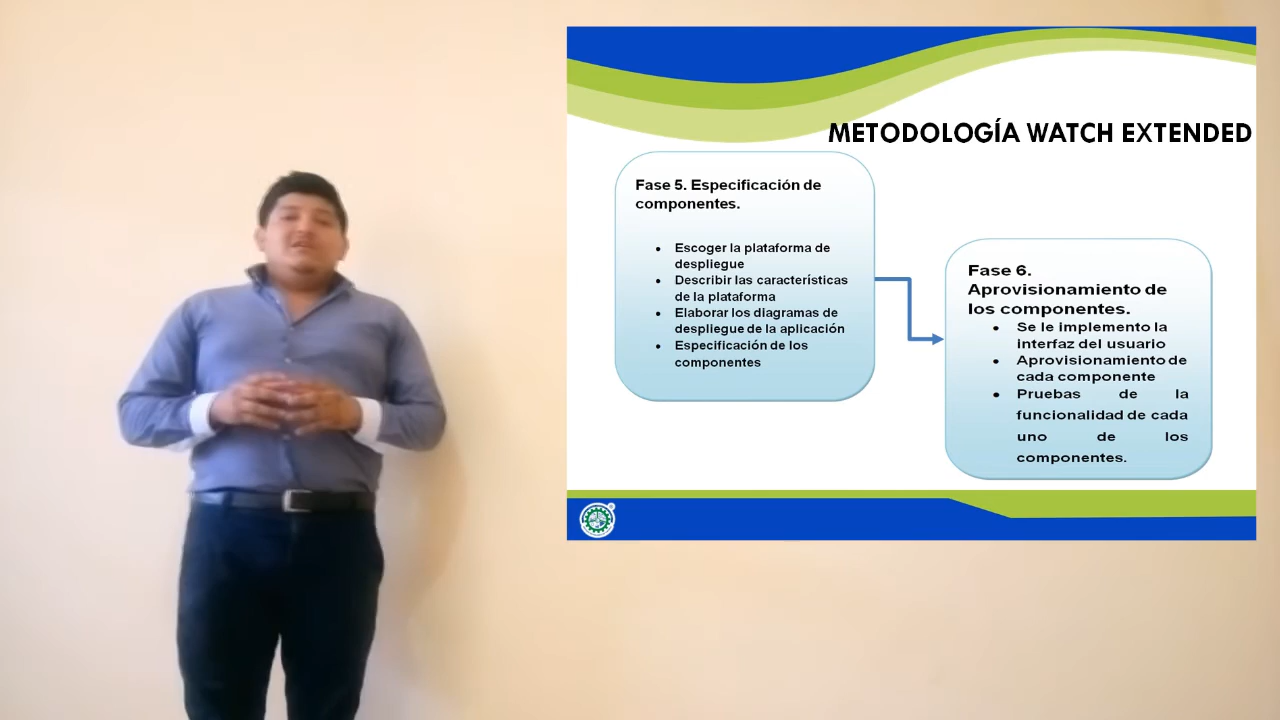 METODOLOGÍA WATCH EXTENDED
Fase 5. Especificación de
componentes.
• Escoger la plataforma de
despliegue
• Describir las características
de la plataforma
• Elaborar los diagramas de
despliegue de la aplicación
• Especificación de los
componentes
Fase 6.
Aprovisionamiento de
los componentes.
• Se le implemento la
interfaz del usuario
• Aprovisionamiento de
cada componente
• Pruebas de la
funcionalidad de cada
uno de los
componentes.